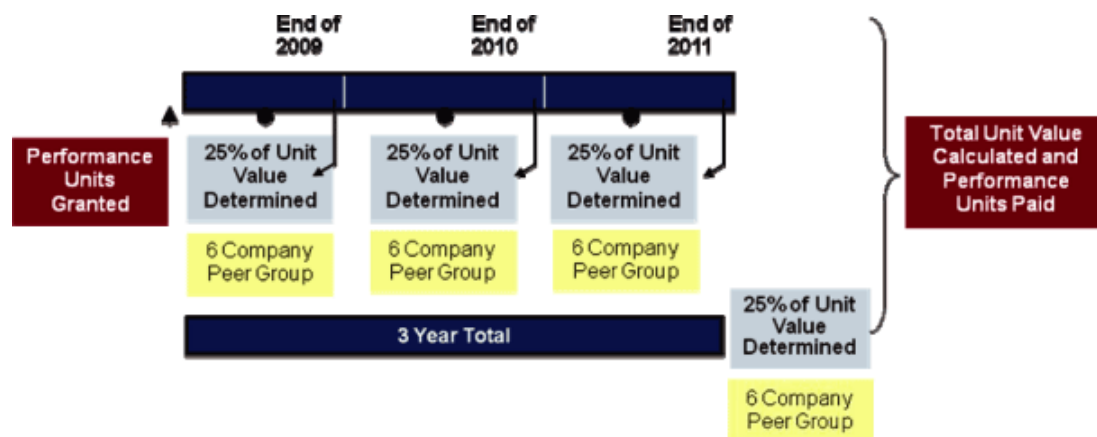 End of
2009
End of
2010
End of
2011
Performance
Units
Granted
25% of Unit
Value
Determined
25% of Unit
Value
Determined
25% of Unit
Value
Determined
Total Unit Value
Calculated and
Performance
Units Paid
6 Company
Peer Group
6 Company
Peer Group
6 Company
Peer Group
3 Year Total
25% of Unit
Value
Determined
6 Company
Peer Group